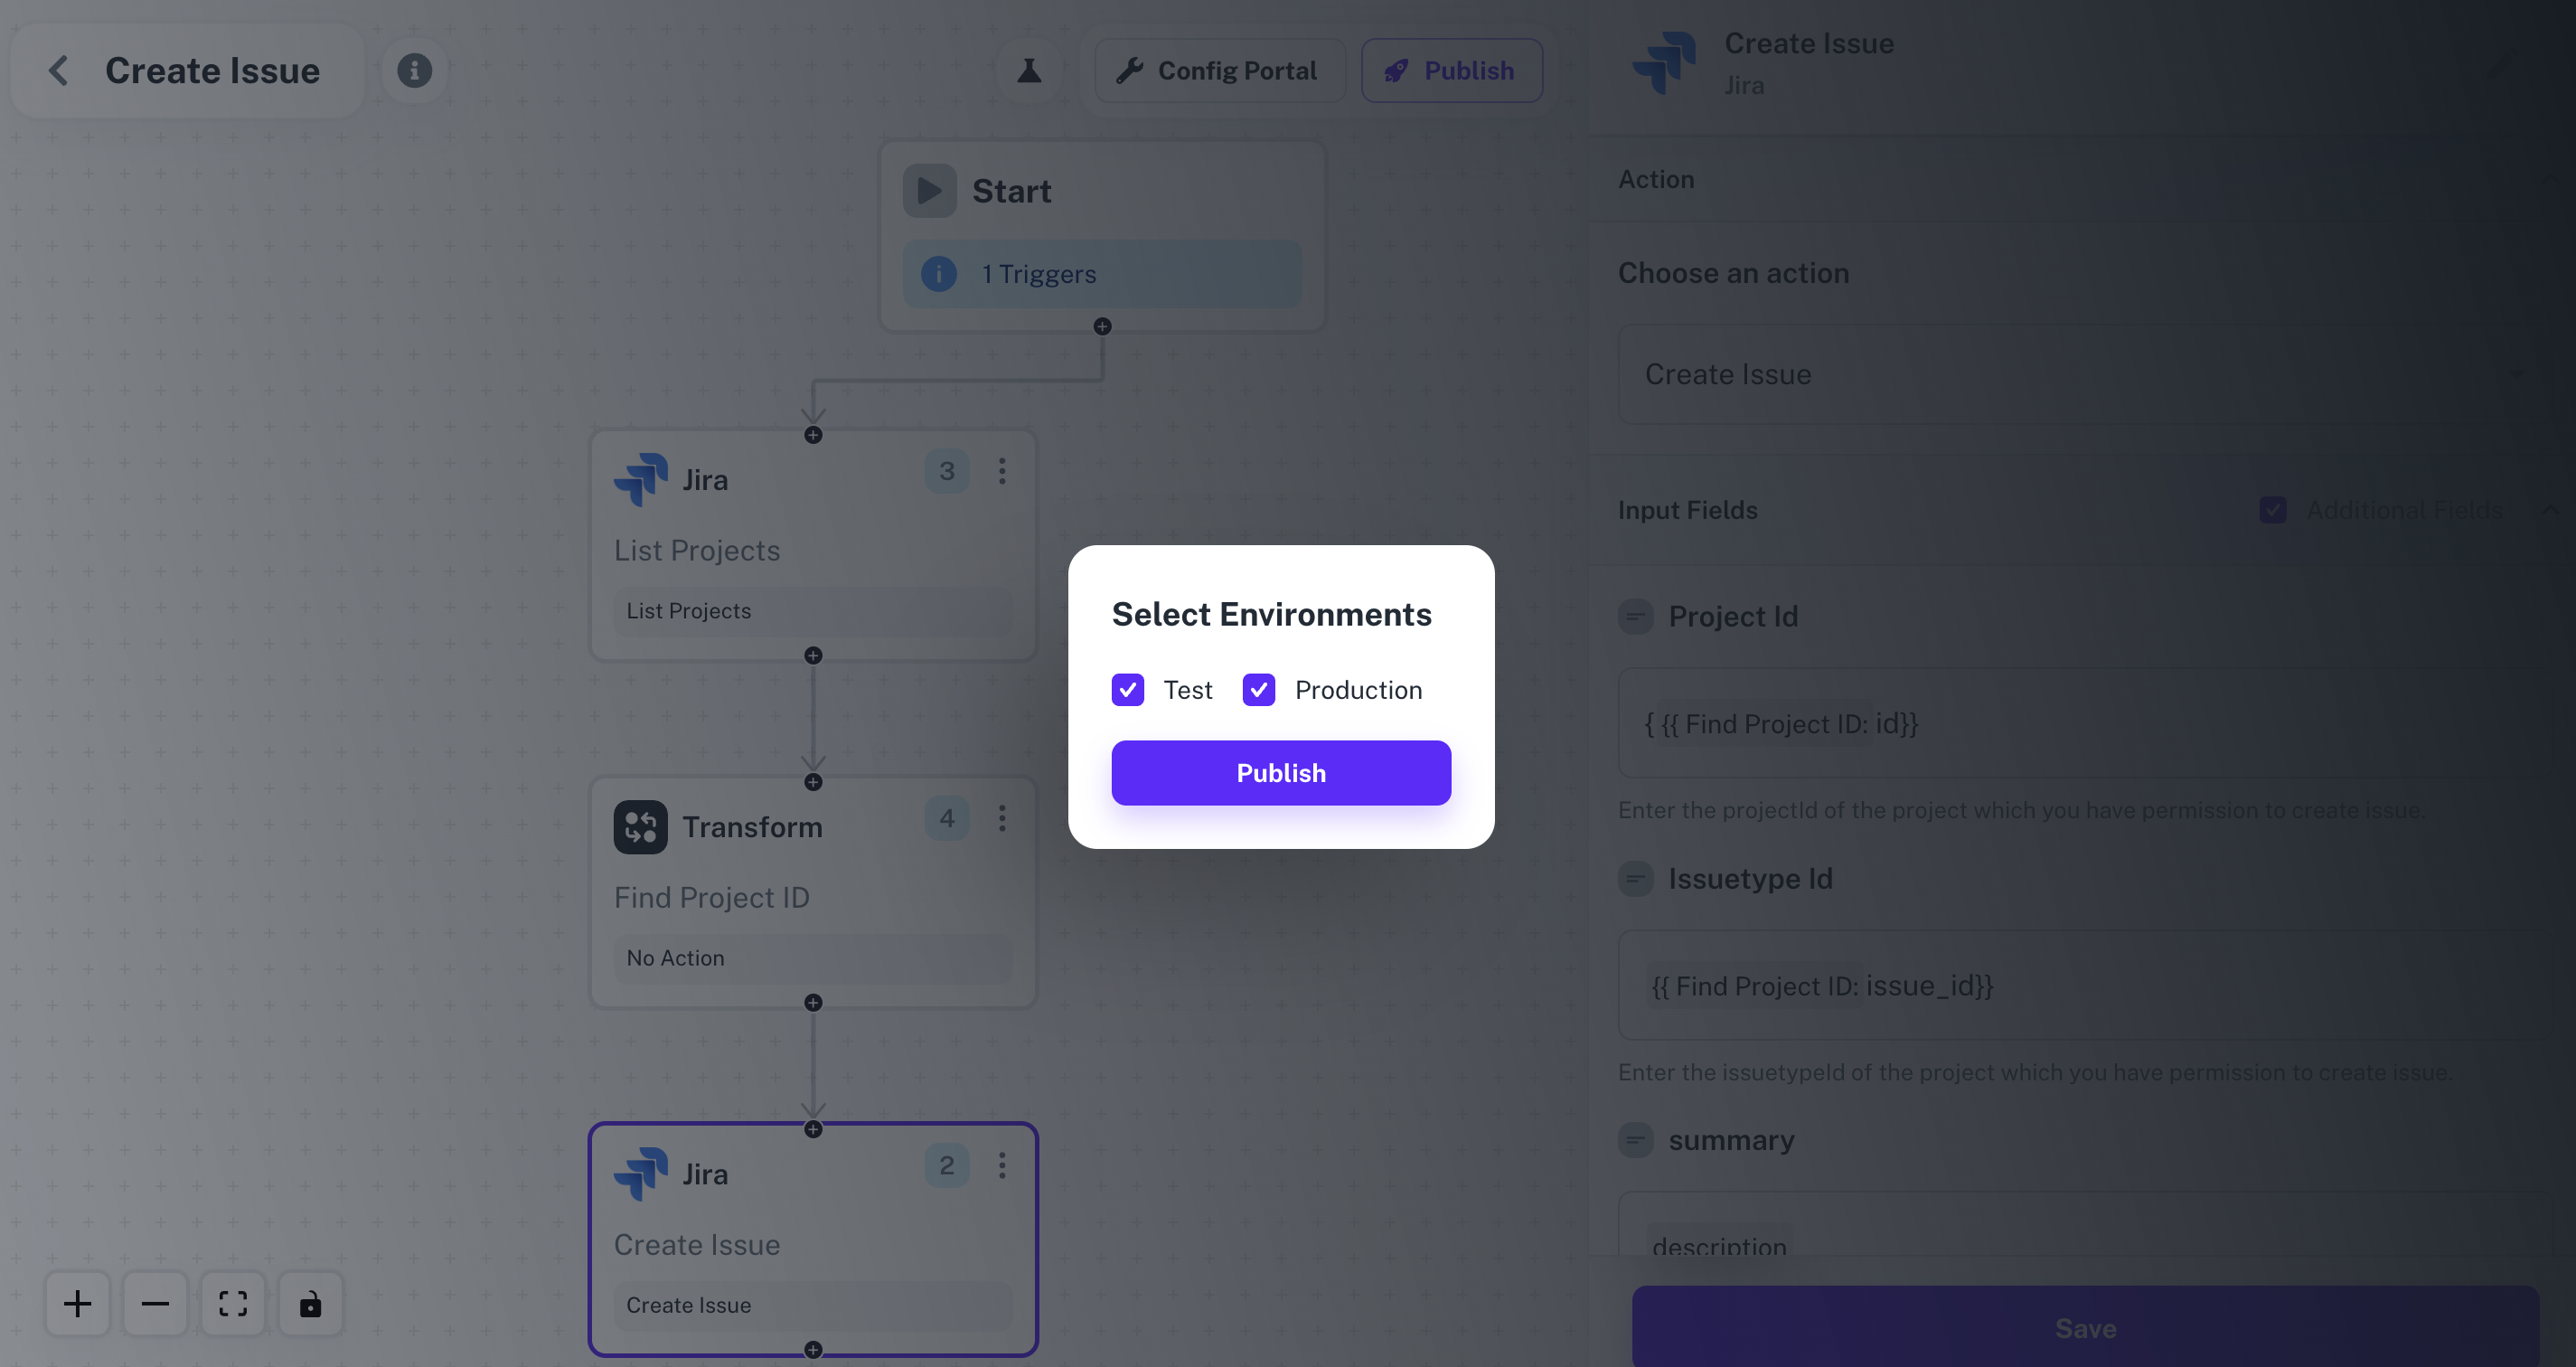 Create Issue
Config Portal
Publish
Start
1 Triggers
Jira
3
List Projects
List Projects
Transform
4
Find Project ID
No Action
Jira
2
Create Issue
Create Issue
Select Environments
Test
Production
Publish
Create Issue
Jira
Action
Choose an action
Create Issue
Input Fields
Additional Fields
Project Id
{ {{ Find Project ID: id}}
Enter the projectId of the project which you have permission to create issue.
Issuetype Id
{{ Find Project ID: issue_id}}
Enter the issuetypeId of the project which you have permission to create issue.
summary
description
Save